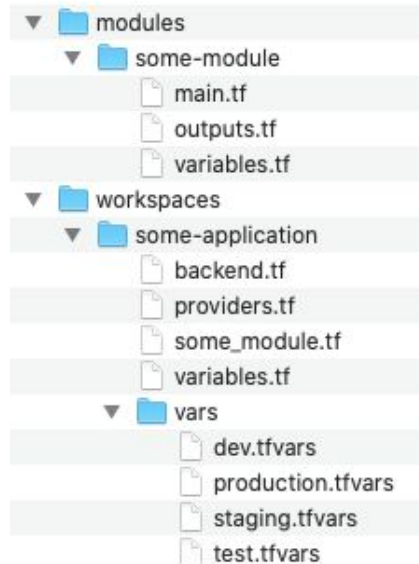 modules
some-module
main.tf
outputs.tf
variables.tf
workspaces
some-application
backend.tf
providers.tf
some_module.tf
variables.tf
vars
dev.tfvars
production.tfvars
staging.tfvars
test.tfvars